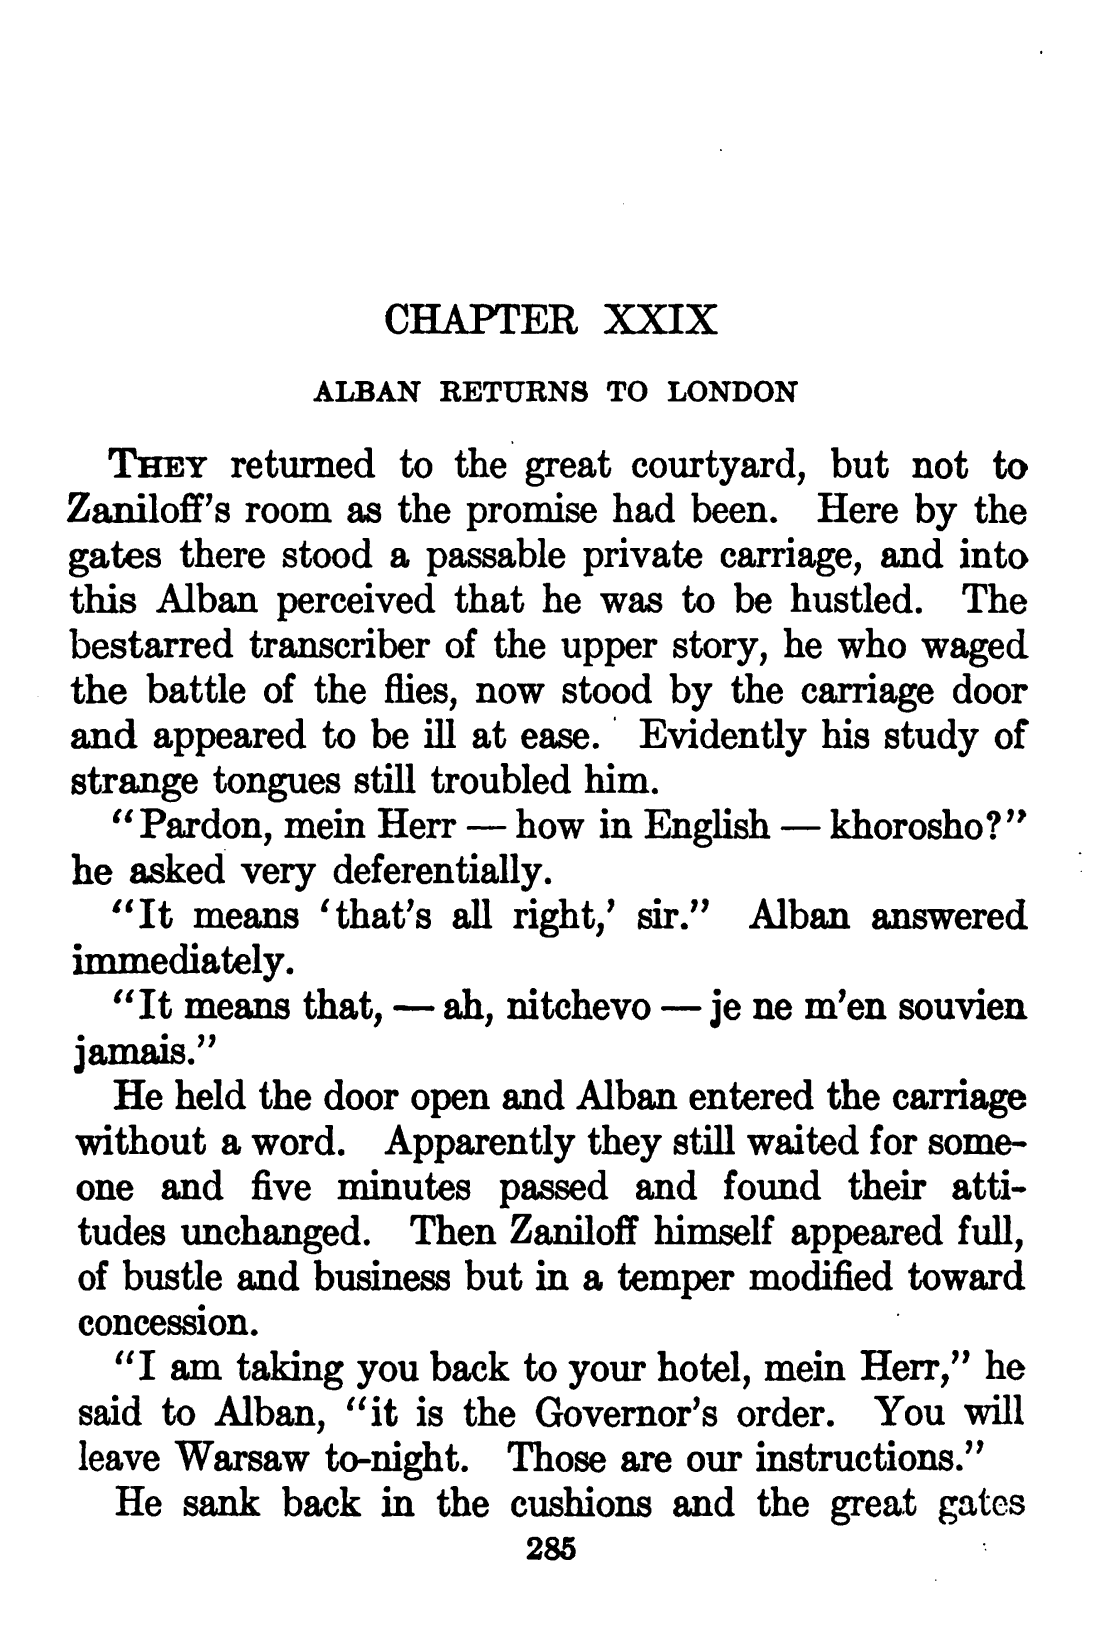 CHAPTER XXIX
ALBAN RETURNS TO LONDON
THEY returned to the great courtyard, but not to
Zaniloff's room as the promise had been. Here by the
gates there stood a passable private carriage, and into
this Alban perceived that he was to be hustled. The
bestarred transcriber of the upper story, he who waged
the battle of the flies, now stood by the carriage door
and appeared to be ill at ease. Evidently his study of
strange tongues still troubled him.
"Pardon, mein Herr — how in English — khorosho?"
he asked very deferentially.
"It means 'that's all right,' sir." Alban answered
immediately.
"It means that, — ah, nitchevo — je ne m'en souvien
jamais."
He held the door open and Alban entered the carriage
without a word. Apparently they still waited for some-
one and five minutes passed and found their atti-
tudes unchanged. Then Zaniloff himself appeared full,
of bustle and business but in a temper modified toward
concession.
"I am taking you back to your hotel, mein Herr," he
said to Alban, "it is the Governor's order. You will
leave Warsaw to-night. Those are our instructions."
He sank back in the cushions and the great gates
285